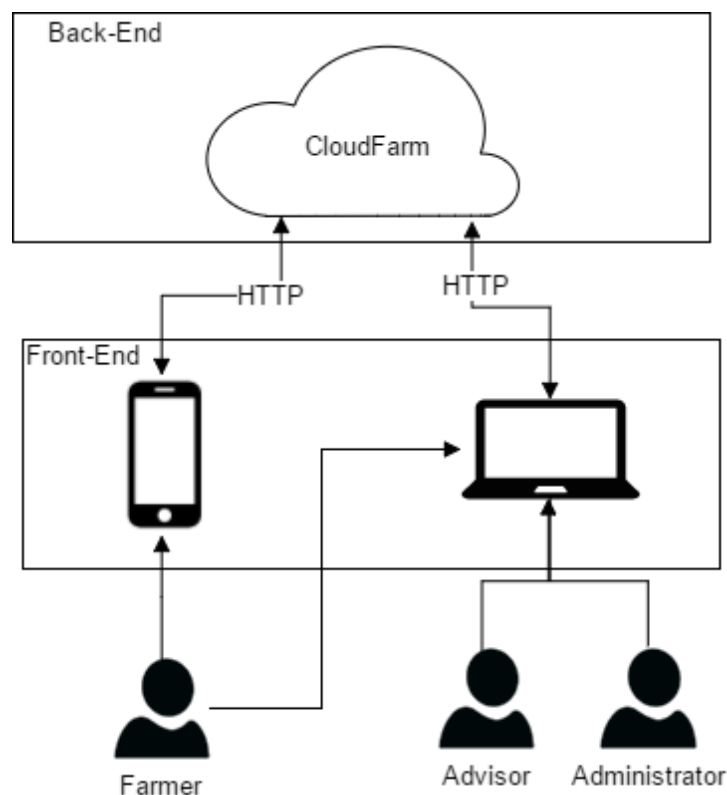 Back-End
CloudFarm
HTTP
HTTP
Front-End
Farmer
Advisor
Administrator